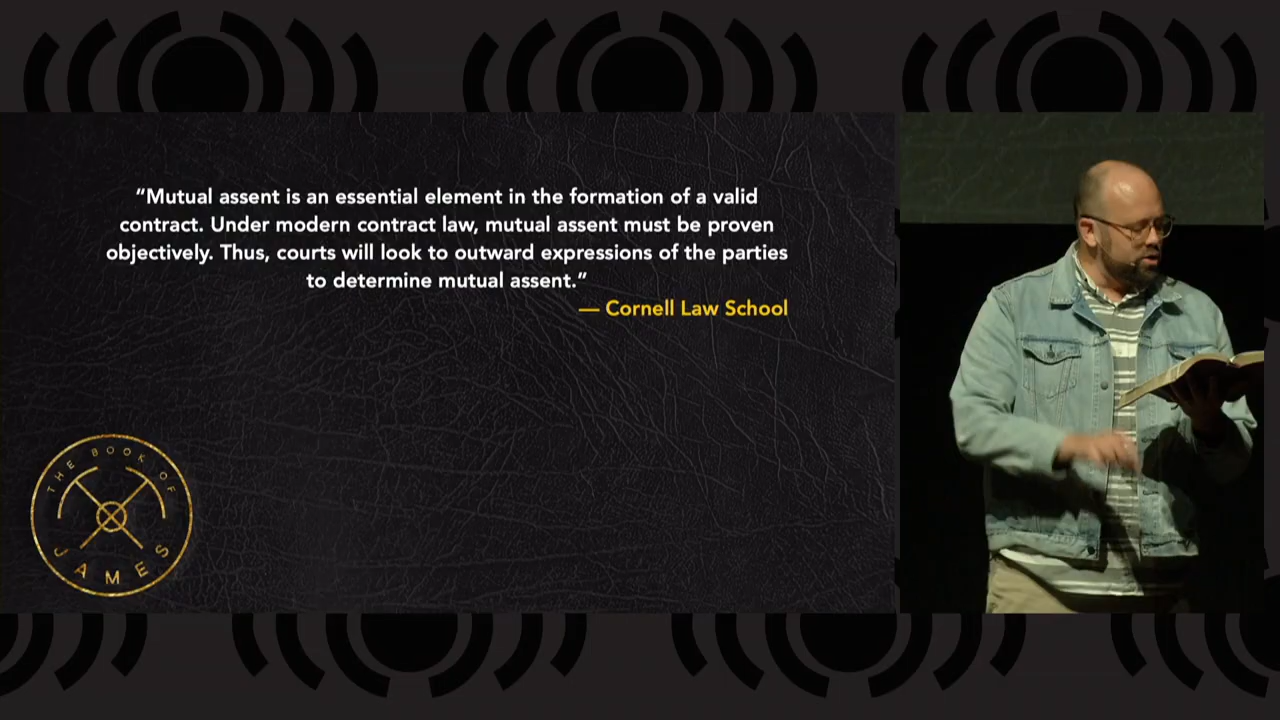 “Mutual assent is an essential element in the formation of a valid
contract. Under modern contract law, mutual assent must be proven
objectively. Thus, courts will look to outward expressions of the parties
to determine mutual assent.”
— Cornell Law School
THE BOOK OF
JAMES